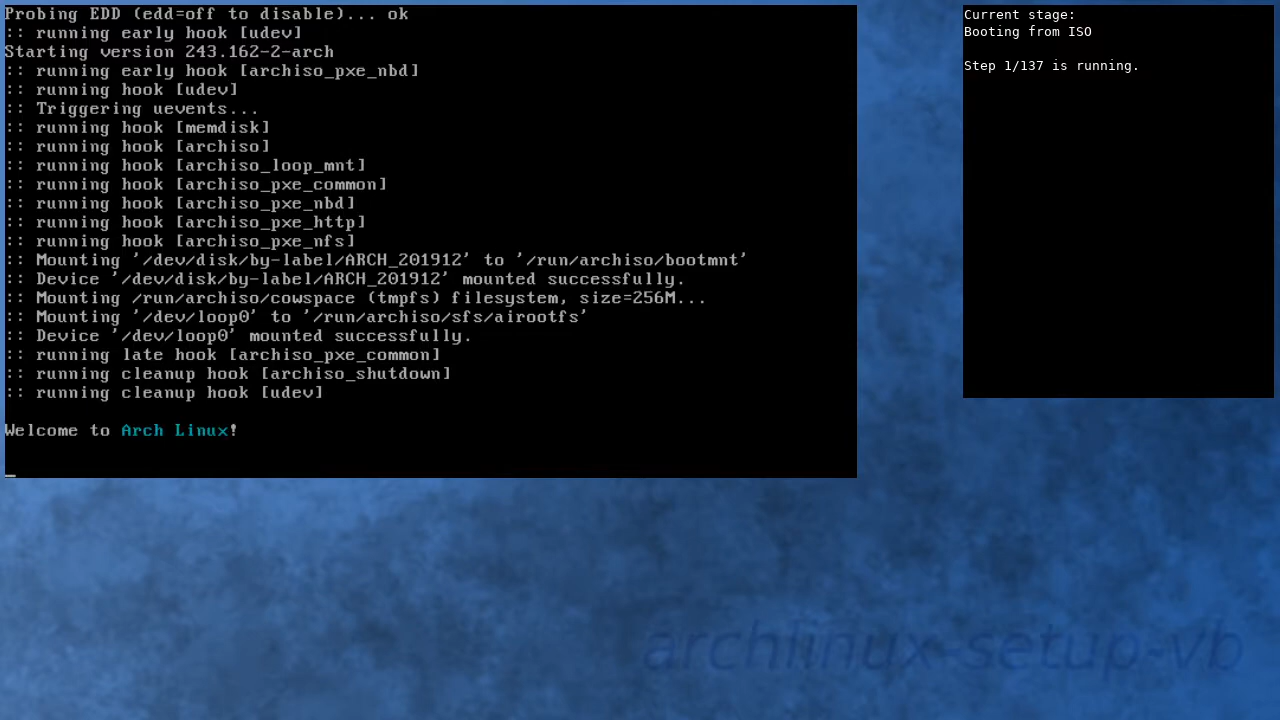 Probing EDD (edd=off to disable)... ok
:: running early hook [udev]
Starting version 243.162-2-arch
:: running early hook [archiso_pxe_nbd]
:: running hook [udev]
:: Triggering uevents...
:: running hook [memdisk]
:: running hook [archiso]
:: running hook [archiso_loop_mnt]
:: running hook [archiso_pxe_common]
:: running hook [archiso_pxe_nbd]
:: running hook [archiso_pxe_http]
:: running hook [archiso_pxe_nfs]
:: Mounting '/dev/disk/by-label/ARCH_201912' to '/run/archiso/bootmnt'
:: Device '/dev/disk/by-label/ARCH_201912' mounted successfully.
:: Mounting /run/archiso/cowspace (tmpfs) filesystem, size=256M...
:: Mounting '/dev/loop0' to '/run/archiso/sfs/airootfs'
:: Device '/dev/loop0' mounted successfully.
:: running late hook [archiso_pxe_common]
:: running cleanup hook [archiso_shutdown]
:: running cleanup hook [udev]
Welcome to Arch Linux!
Current stage:
Booting from ISO
Step 1/137 is running.
archlinux-setup-vb